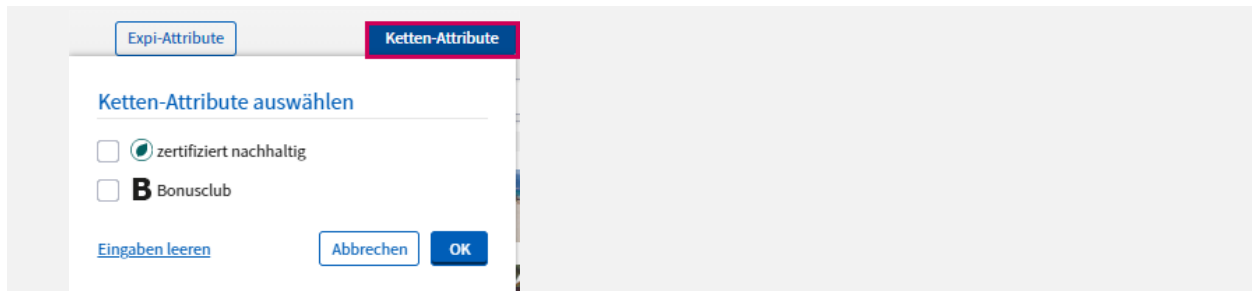 Expi-Attribute Ketten-Attribute
Ketten-Attribute auswählen
zertifiziert nachhaltig
B Bonusclub
Eingaben leeren Abbrechen OK